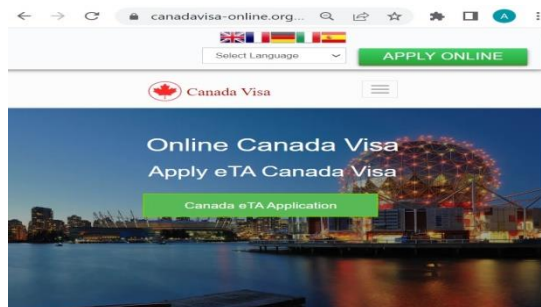 canadavisa-online.org...
A
Select Language
APPLY ONLINE
Canada Visa
Online Canada Visa
Apply eTA Canada Visa
Canada eTA Application